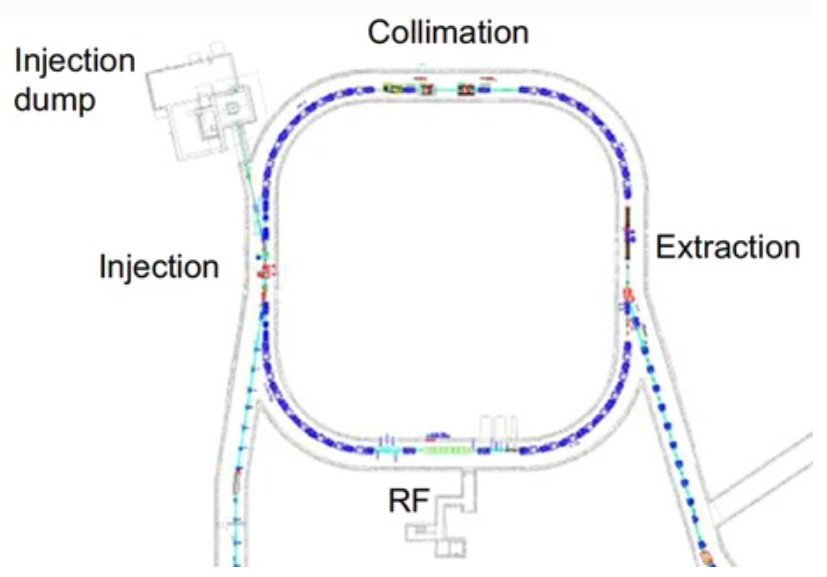 Collimation
Injection
dump
Injection
Extraction
RF